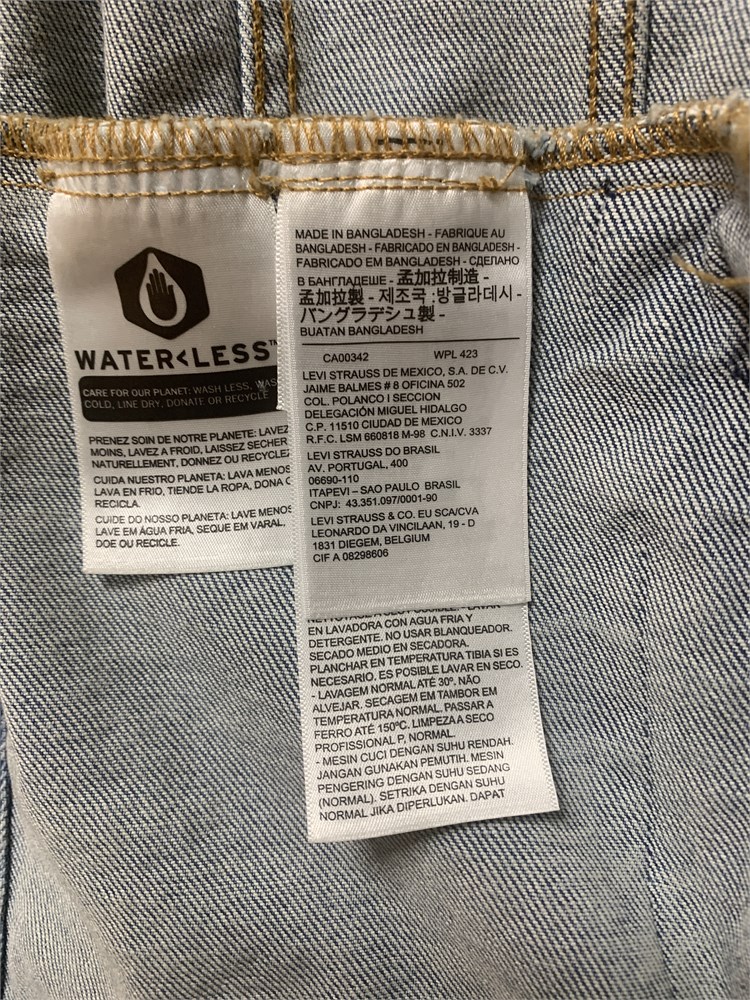 WATER<LESS™
CARE FOR OUR PLANET: WASH LESS, WAS
COLD, LINE DRY, DONATE OR RECYCLE
PRENEZ SOIN DE NOTRE PLANETE: LAVEZ
MOINS, LAVEZ A FROID, LAISSEZ SECHER
NATURELLEMENT, DONNEZ OU RECYCLEZ
CUIDA NUESTRO PLANETA: LAVA MENOS
LAVA EN FRIO, TIENDE LA ROPA, DONA O
RECICLA.
CUIDE DO NOSSO PLANETA: LAVE MENOS
LAVE EM ÁGUA FRIA, SEQUE EM VARAL,
DOE OU RECICLE.
MADE IN BANGLADESH - FABRIQUE AU
BANGLADESH - FABRICADO EN BANGLADESH -
FABRICADO EM BANGLADESH - СДЕЛАНО
В БАНГЛАДЕШЕ - 孟加拉制造 -
孟加拉製 - 제조국 :방글라데시 -
バングラデシュ製 -
BUATAN BANGLADESH
CA00342 WPL 423
LEVI STRAUSS DE MEXICO, S.A. DE C.V.
JAIME BALMES # 8 OFICINA 502
COL. POLANCO I SECCION
DELEGACIÓN MIGUEL HIDALGO
C.P. 11510 CIUDAD DE MEXICO
R.F.C. LSM 660818 M-98 C.N.I.V. 3337
LEVI STRAUSS DO BRASIL
AV. PORTUGAL, 400
06690-110
ITAPEVI – SAO PAULO BRASIL
CNPJ: 43.351.097/0001-90
LEVI STRAUSS & CO. EU SCA/CVA
LEONARDO DA VINCILAAN, 19 - D
1831 DIEGEM, BELGIUM
CIF A 08298606
EN LAVADORA CON AGUA FRIA Y
DETERGENTE. NO USAR BLANQUEADOR.
SECADO MEDIO EN SECADORA.
PLANCHAR EN TEMPERATURA TIBIA SI ES
NECESARIO. ES POSIBLE LAVAR EN SECO.
- LAVAGEM NORMAL ATÉ 30º. NÃO
ALVEJAR. SECAGEM EM TAMBOR EM
TEMPERATURA NORMAL. PASSAR A
FERRO ATÉ 150ºC. LIMPEZA A SECO
PROFISSIONAL P, NORMAL.
- MESIN CUCI DENGAN SUHU RENDAH.
JANGAN GUNAKAN PEMUTIH. MESIN
PENGERING DENGAN SUHU SEDANG
(NORMAL). SETRIKA DENGAN SUHU
NORMAL JIKA DIPERLUKAN. DAPAT